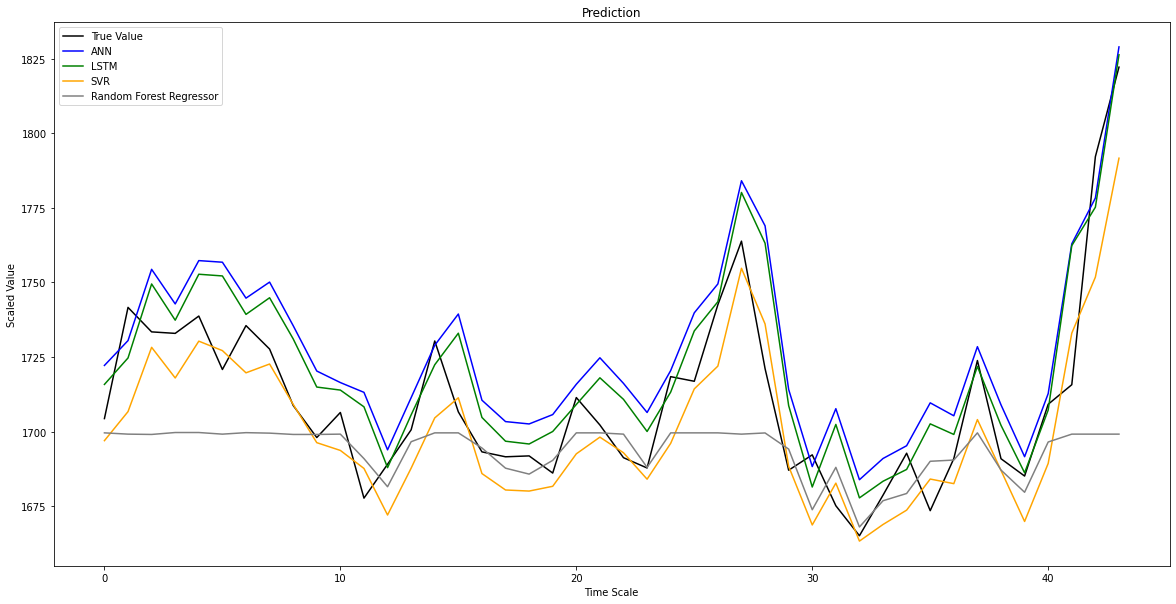 Prediction
True Value
ANN
LSTM
SVR
Random Forest Regressor
Scaled Value
1825
1800
1775
1750
1725
1700
1675
0 10 20 30 40
Time Scale